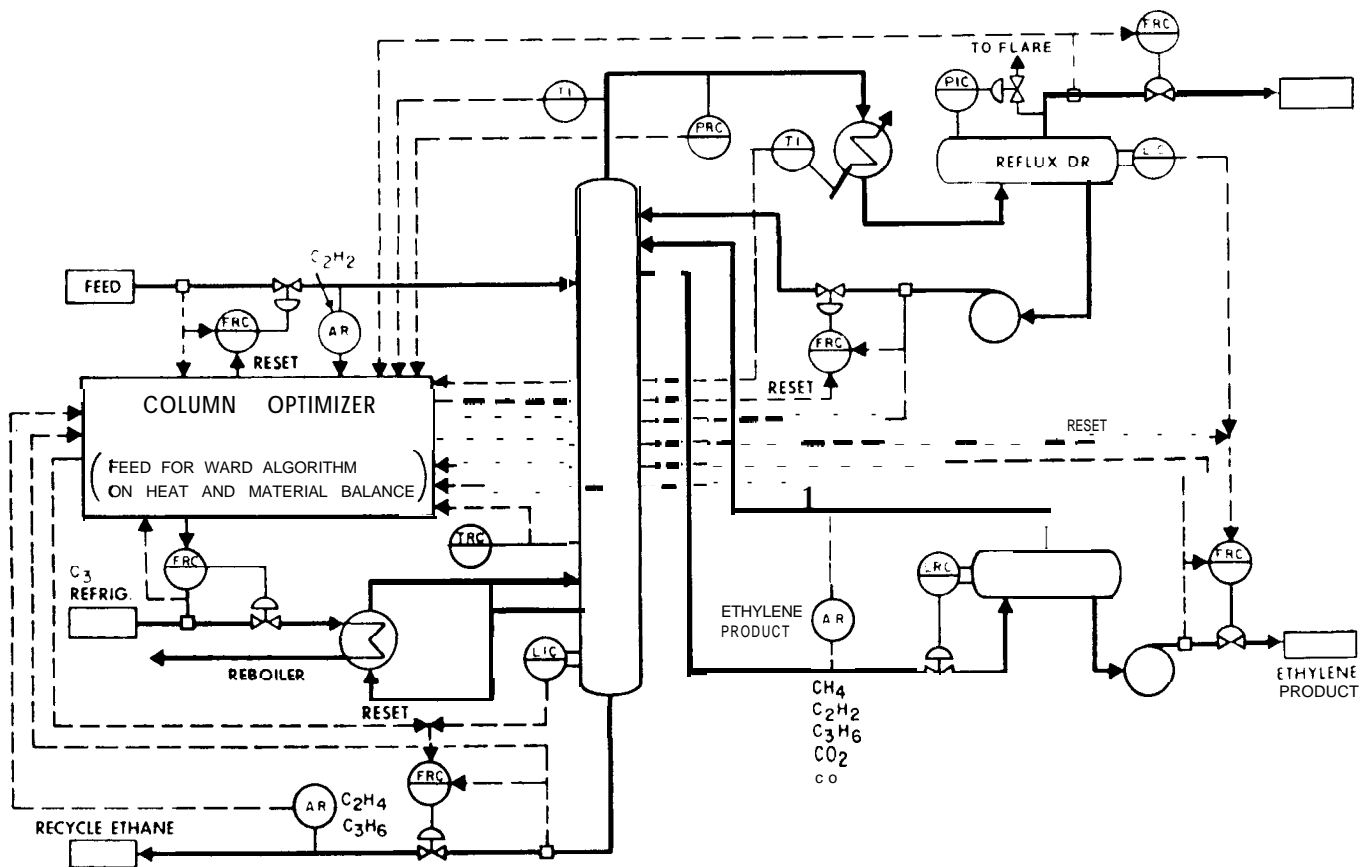 FRC
TO FLARE
PIC
TI
PRC
TI
REFLUX DR
C2H2
FEED
FRC
AR
RESET
FRC
RESET
COLUMN OPTIMIZER
RESET
(FEED FOR WARD ALGORITHM
ON HEAT AND MATERIAL BALANCE)
1
TRC
FRC
C3
REFRIG.
FRC
LRC
ETHYLENE
PRODUCT
AR
LIC
REBOILER
ETHYLENE
PRODUCT
RESET
CH4
C2H2
C3H6
CO2
CO
FRC
AR
C2H4
C3H6
RECYCLE ETHANE